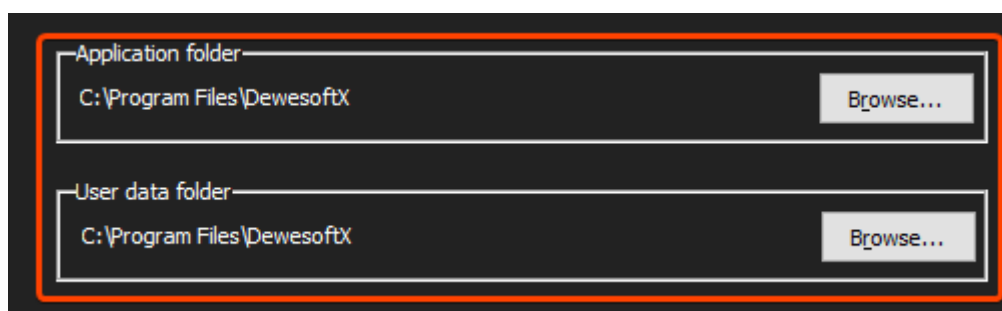 Application folder
C:\Program Files\DewesoftX
Browse...
User data folder
C:\Program Files\DewesoftX
Browse...